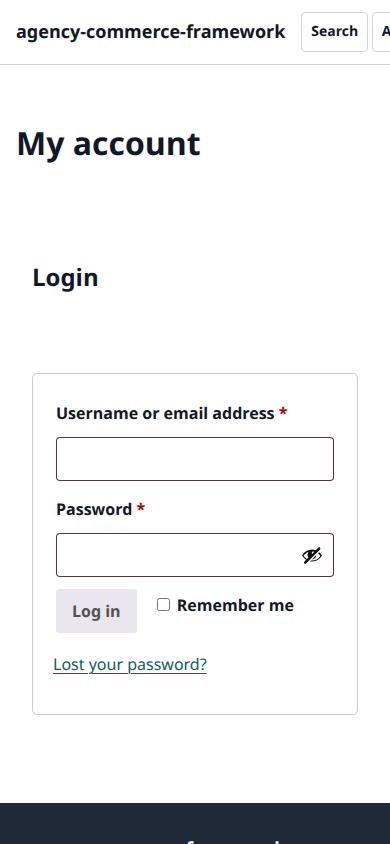 agency-commerce-framework Search
My account
Login
Username or email address *
Password *
Log in Remember me
Lost your password?